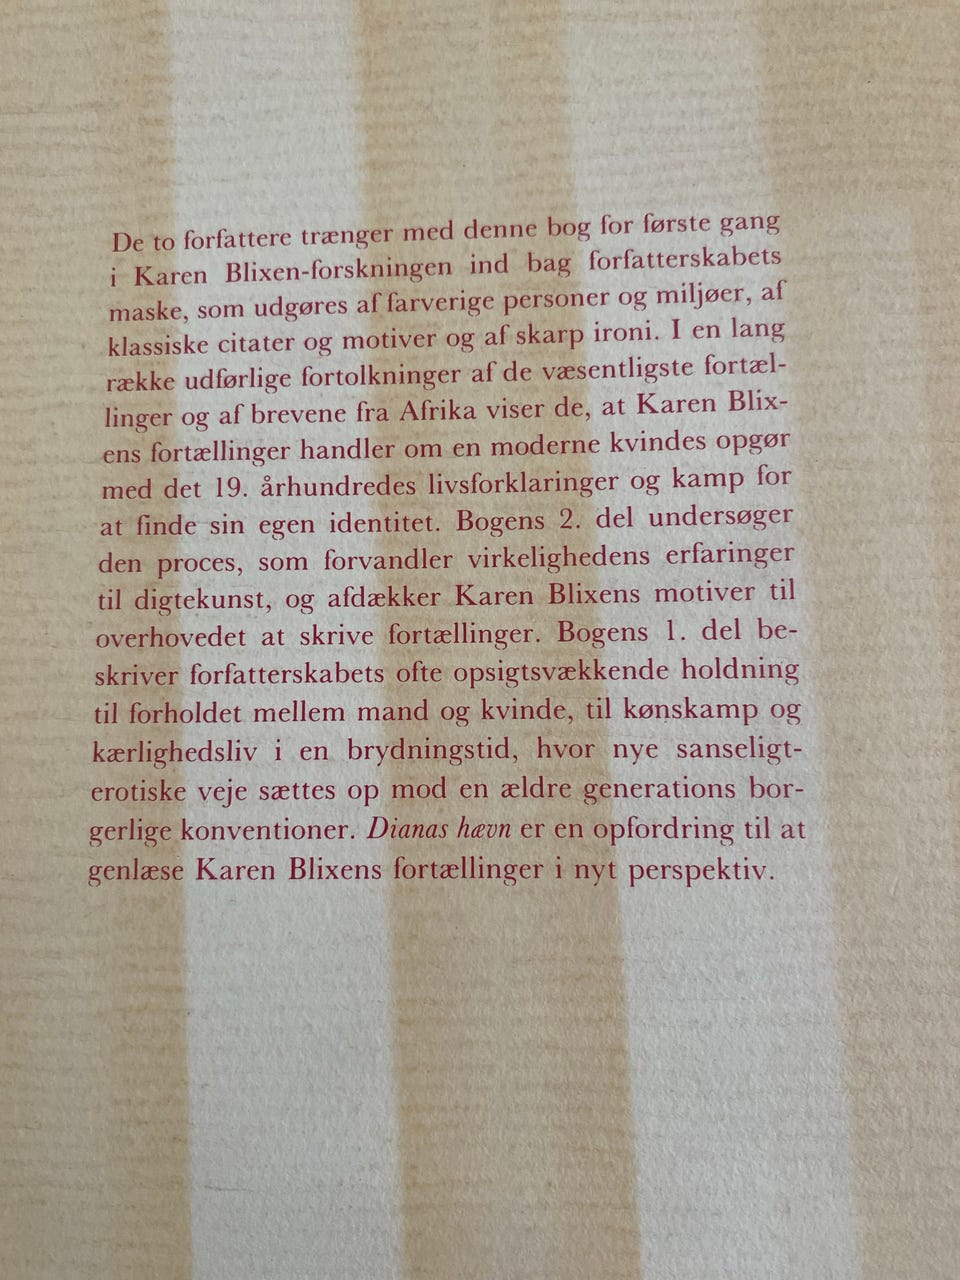 De to forfattere trænger med denne bog for første gang
i Karen Blixen-forskningen ind bag forfatterskabets
maske, som udgøres af farverige personer og miljøer, af
klassiske citater og motiver og af skarp ironi. I en lang
række udførlige fortolkninger af de væsentligste fortæl-
linger og af brevene fra Afrika viser de, at Karen Blix-
ens fortællinger handler om en moderne kvindes opgør
med det 19. århundredes livsforklaringer og kamp for
at finde sin egen identitet. Bogens 2. del undersøger
den proces, som forvandler virkelighedens erfaringer
til digtekunst, og afdækker Karen Blixens motiver til
overhovedet at skrive fortællinger. Bogens 1. del be-
skriver forfatterskabets ofte opsigtsvækkende holdning
til forholdet mellem mand og kvinde, til kønskamp og
kærlighedsliv i en brydningstid, hvor nye sanseligt-
erotiske veje sættes op mod en ældre generations bor-
gerlige konventioner. Dianas hævn er en opfordring til at
genlæse Karen Blixens fortællinger i nyt perspektiv.